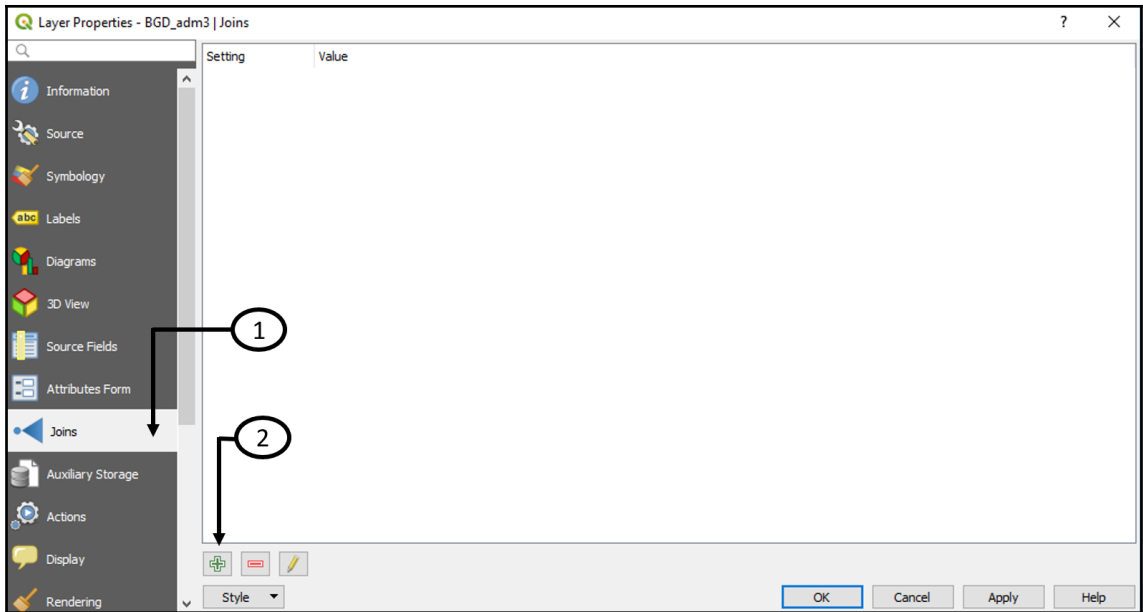 Layer Properties - BGD_adm3 | Joins
?
Setting Value
Information
Source
Symbology
abc Labels
Diagrams
3D View
1
Source Fields
Attributes Form
Joins
2
Auxiliary Storage
Actions
Display
Rendering
Style
OK Cancel Apply Help